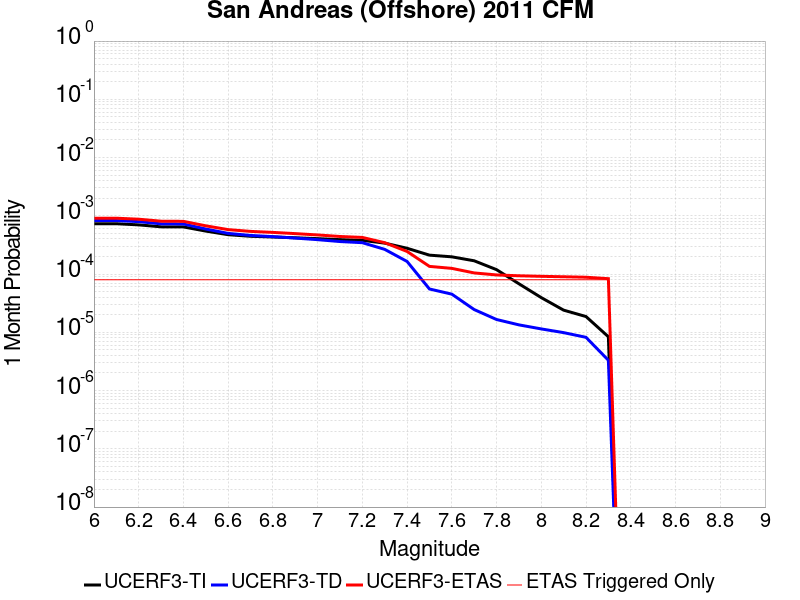 San Andreas (Offshore) 2011 CFM
10^0
10^-1
10^-2
10^-3
10^-4
10^-5
10^-6
10^-7
10^-8
1 Month Probability
6 6.2 6.4 6.6 6.8 7 7.2 7.4 7.6 7.8 8 8.2 8.4 8.6 8.8 9
Magnitude
UCERF3-TI UCERF3-TD UCERF3-ETAS ETAS Triggered Only